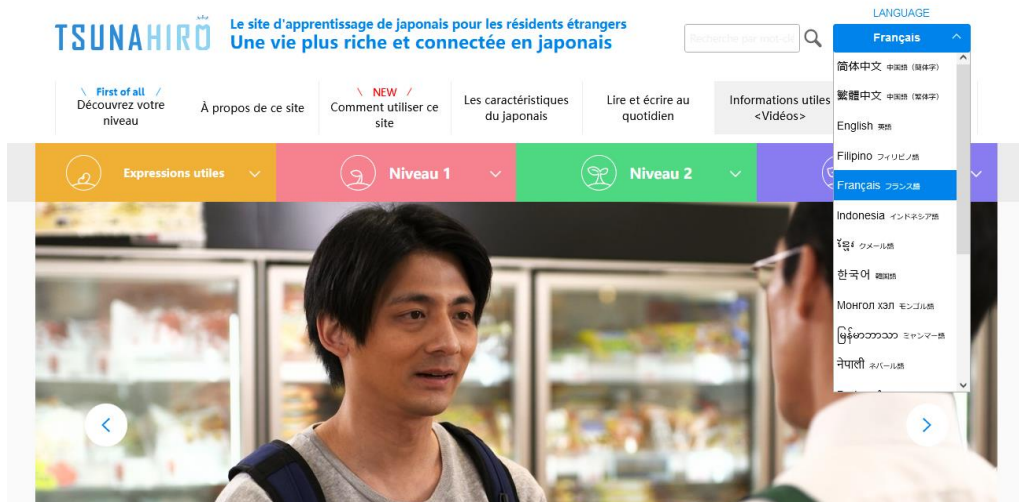 TSUNAHIRO
Le site d'apprentissage de japonais pour les résidents étrangers
Une vie plus riche et connectée en japonais
Rechercher par mot-clé
LANGUAGE
Français
简体中文 中国語（簡体字）
繁體中文 中国語（繁体字）
English 英語
Filipino フィリピノ語
Français フランス語
Indonesia インドネシア語
ខ្មែរ クメール語
한국어 韓国語
Монгол хэл モンゴル語
မြန်မာဘာသာ ミャンマー語
नेपाली ネパール語
\ First of all /
Découvrez votre
niveau
À propos de ce site
\ NEW /
Comment utiliser ce
site
Les caractéristiques
du japonais
Lire et écrire au
quotidien
Informations utiles
<Vidéos>
Expressions utiles
Niveau 1
Niveau 2